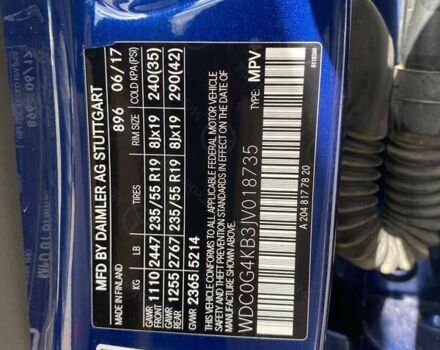 MFD BY DAIMLER AG STUTTGART
MADE IN FINLAND 896 06/17
GAWR KG LB RIM SIZE COLD KPA(PSI)
FRONT 1110 2447 235/55 R19 8Jx19 240(35)
GAWR
REAR 1255 2767 235/55 R19 8Jx19 290(42)
GVWR 2365 5214
THIS VEHICLE CONFORMS TO ALL APPLICABLE FEDERAL MOTOR VEHICLE
SAFETY AND THEFT PREVENTION STANDARDS IN EFFECT ON THE DATE OF
MANUFACTURE SHOWN ABOVE.
WDC0G4KB3JV018735 TYPE: MPV
A 204 817 78 20